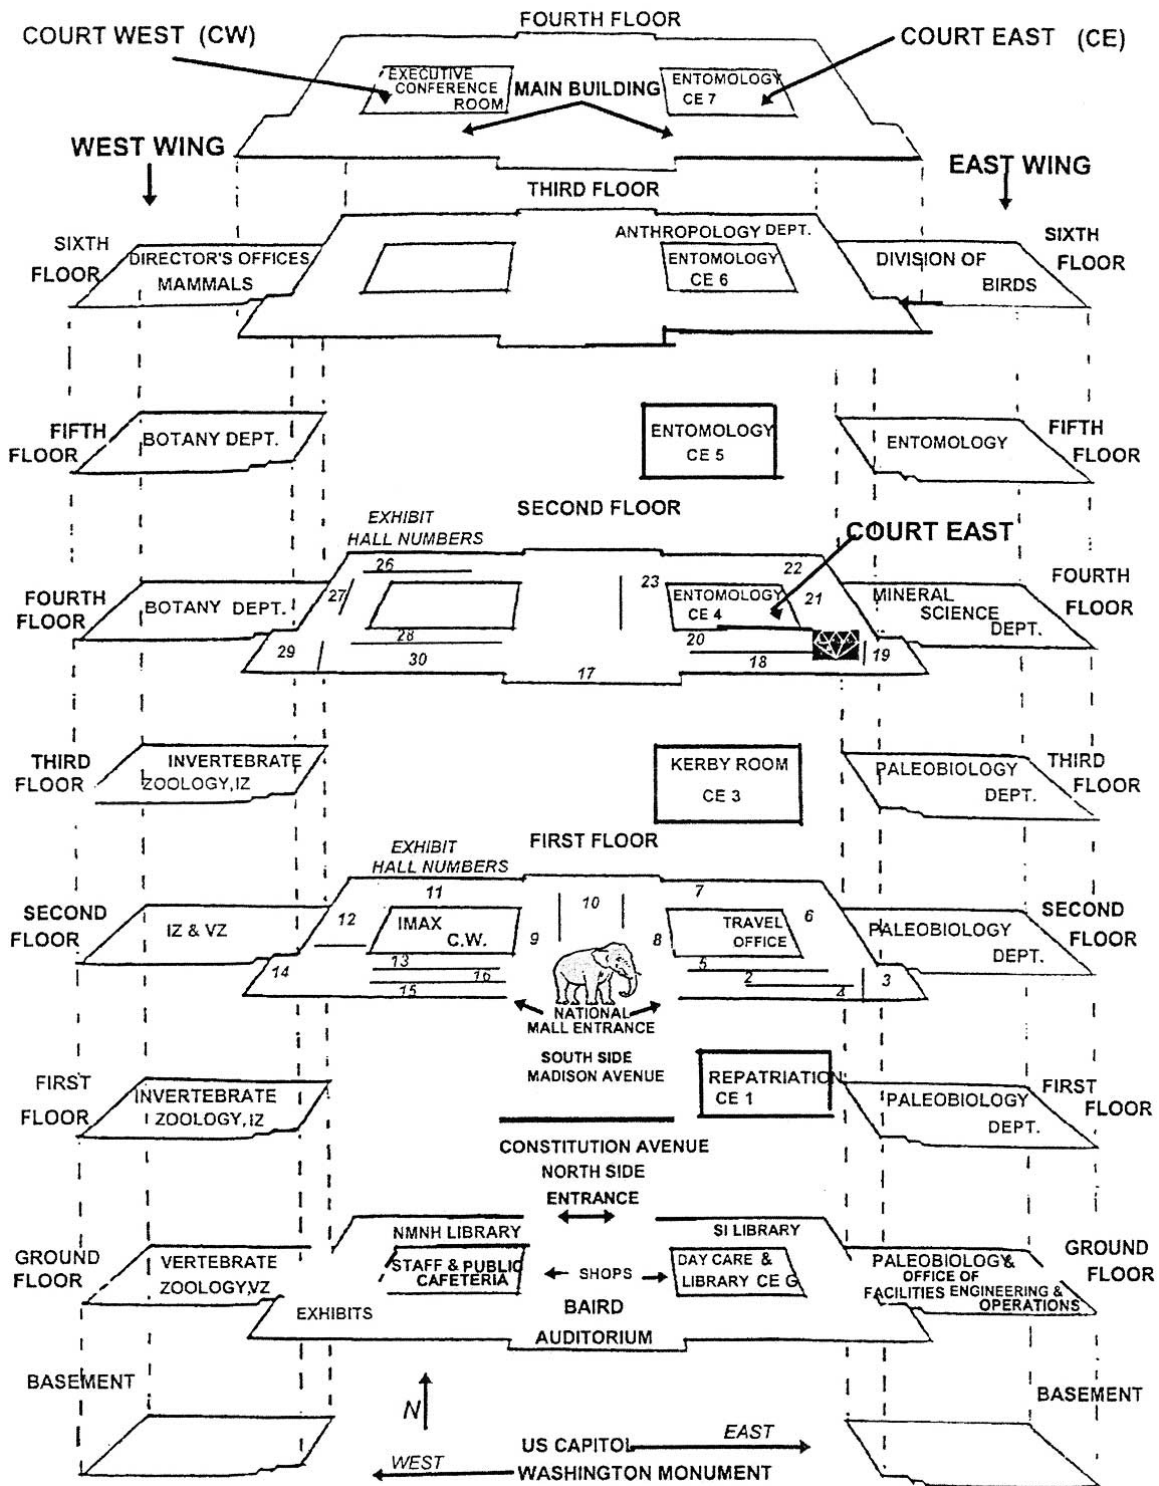 FOURTH FLOOR
COURT WEST (CW)
COURT EAST (CE)
EXECUTIVE
CONFERENCE
ROOM
MAIN BUILDING
ENTOMOLOGY
CE 7
WEST WING
EAST WING
THIRD FLOOR
SIXTH
FLOOR
DIRECTOR'S OFFICES
MAMMALS
ANTHROPOLOGY DEPT.
ENTOMOLOGY
CE 6
DIVISION OF
BIRDS
SIXTH
FLOOR
FIFTH
FLOOR
BOTANY DEPT.
ENTOMOLOGY
CE 5
ENTOMOLOGY
FIFTH
FLOOR
SECOND FLOOR
EXHIBIT
HALL NUMBERS
COURT EAST
FOURTH
FLOOR
BOTANY DEPT.
26
27
28
29
30
17
23
22
ENTOMOLOGY
CE 4
21
20
18
19
MINERAL
SCIENCE
DEPT.
FOURTH
FLOOR
THIRD
FLOOR
INVERTEBRATE
ZOOLOGY, IZ
KERBY ROOM
CE 3
PALEOBIOLOGY
DEPT.
THIRD
FLOOR
FIRST FLOOR
EXHIBIT
HALL NUMBERS
SECOND
FLOOR
IZ & VZ
11
12
IMAX
C.W.
13
14
16
15
9
10
8
7
TRAVEL
OFFICE
6
5
2
4
3
PALEOBIOLOGY
DEPT.
SECOND
FLOOR
NATIONAL
MALL ENTRANCE
SOUTH SIDE
MADISON AVENUE
FIRST
FLOOR
INVERTEBRATE
ZOOLOGY, IZ
REPATRIATION
CE 1
PALEOBIOLOGY
DEPT.
FIRST
FLOOR
CONSTITUTION AVENUE
NORTH SIDE
ENTRANCE
GROUND
FLOOR
VERTEBRATE
ZOOLOGY, VZ
NMNH LIBRARY
STAFF & PUBLIC
CAFETERIA
SHOPS
SI LIBRARY
DAY CARE &
LIBRARY CE G
PALEOBIOLOGY &
OFFICE OF
FACILITIES ENGINEERING &
OPERATIONS
GROUND
FLOOR
EXHIBITS
BAIRD
AUDITORIUM
BASEMENT
BASEMENT
N
EAST
US CAPITOL
WEST
WASHINGTON MONUMENT